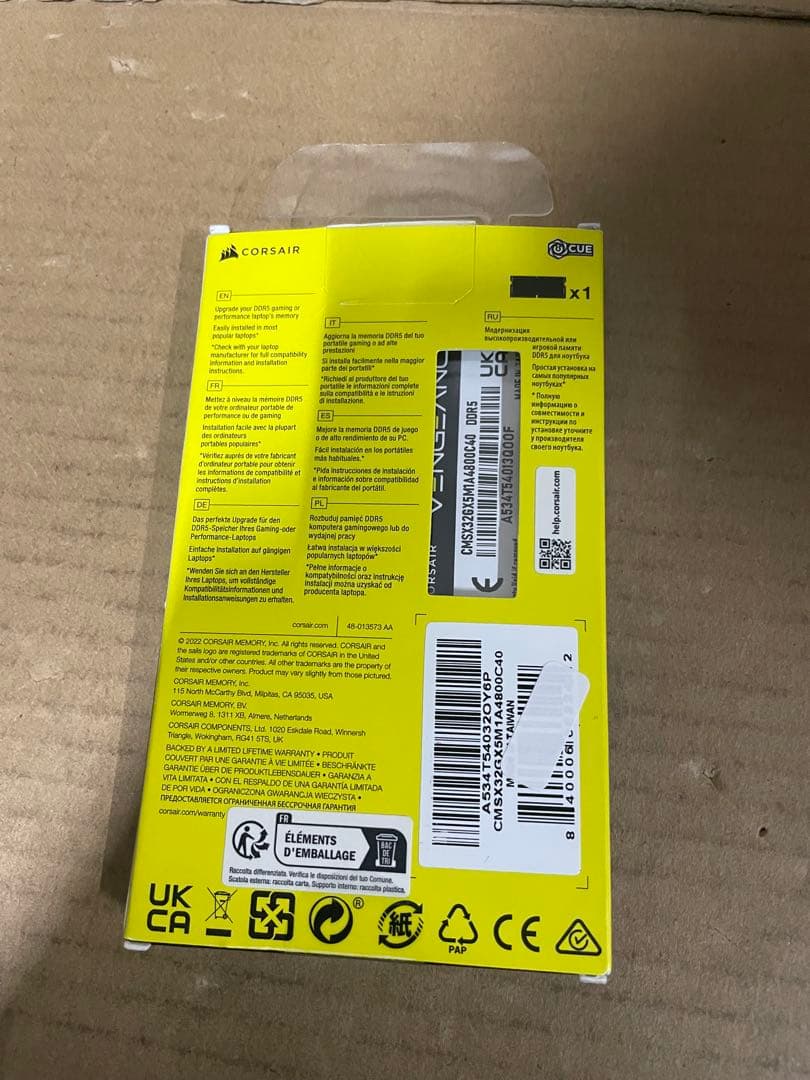 CORSAIR
iCUE
x1
EN
Upgrade your DDR5 gaming or
performance laptop's memory
Easily installed in most
popular laptops*
*Check with your laptop
manufacturer for full compatibility
information and installation
instructions.
FR
Mettez à niveau la mémoire DDR5
de votre ordinateur portable de
performance ou de gaming
Installation facile avec la plupart
des ordinateurs
portables populaires*
*Vérifiez auprès de votre fabricant
d'ordinateur portable pour obtenir
les informations de compatibilité et
instructions d'installation
complètes.
DE
Das perfekte Upgrade für den
DDR5-Speicher Ihres Gaming-oder
Performance-Laptops
Einfache Installation auf gängigen
Laptops*
*Wenden Sie sich an den Hersteller
Ihres Laptops, um vollständige
Kompatibilitätsinformationen und
Installationsanweisungen zu erhalten.
IT
Aggiorna la memoria DDR5 del tuo
portatile gaming o ad alte
prestazioni
Si installa facilmente nella maggior
parte dei portatili*
*Richiedi al produttore del tuo
portatile le informazioni complete
sulla compatibilità e le istruzioni
di installazione.
ES
Mejore la memoria DDR5 de juego
o de alto rendimiento de su PC.
Fácil instalación en los portátiles
más habituales.*
*Pida instrucciones de instalación
e información sobre compatibilidad
al fabricante del portátil.
PL
Rozbuduj pamięć DDR5
komputera gamingowego lub do
wydajnej pracy
Łatwa instalacja w większości
popularnych laptopów*
*Pełne informacje o
kompatybilności oraz instrukcję
instalacji można uzyskać od
producenta laptopa.
RU
Модернизация
высокопроизводительной или
игровой памяти
DDR5 для ноутбука
Простая установка на
самых популярных
ноутбуках*
* Полную
информацию о
совместимости и
инструкции по
установке уточните
у производителя
своего ноутбука.
VENGEAN
CORSAIR
CMSX32GX5M1A4800C40 DDR5
A534T54013Q00F
UK
CA
MADE IN
CE
help.corsair.com
corsair.com
48-013573 AA
© 2022 CORSAIR MEMORY, Inc. All rights reserved. CORSAIR and
the sails logo are registered trademarks of CORSAIR in the United
States and/or other countries. All other trademarks are the property of
their respective owners. Product may vary slightly from those pictured.
CORSAIR MEMORY, Inc.
115 North McCarthy Blvd, Milpitas, CA 95035, USA
CORSAIR MEMORY, BV.
Wormerweg 8, 1311 XB, Almere, Netherlands
CORSAIR COMPONENTS, Ltd. 1020 Eskdale Road, Winnersh
Triangle, Wokingham, RG41 5TS, UK
BACKED BY A LIMITED LIFETIME WARRANTY • PRODUIT
COUVERT PAR UNE GARANTIE À VIE LIMITÉE • BESCHRÄNKTE
GARANTIE ÜBER DIE PRODUKTLEBENSDAUER • GARANZIA A
VITA LIMITATA • CON EL RESPALDO DE UNA GARANTÍA LIMITADA
DE POR VIDA • OGRANICZONA GWARANCJA WIECZYSTA •
ПРЕДОСТАВЛЯЕТСЯ ОГРАНИЧЕННАЯ БЕССРОЧНАЯ ГАРАНТИЯ
corsair.com/warranty
A534T54032OY6P
CMSX32GX5M1A4800C40
TAIWAN
8 40006
2
FR
ÉLÉMENTS
D'EMBALLAGE
BAC
DE
TRI
Raccolta differenziata. Verifica le disposizioni del tuo Comune.
Scatola esterna: raccolta carta, Supporto interno: raccolta plastica.
UK
CA
®
紙
PAP
CE